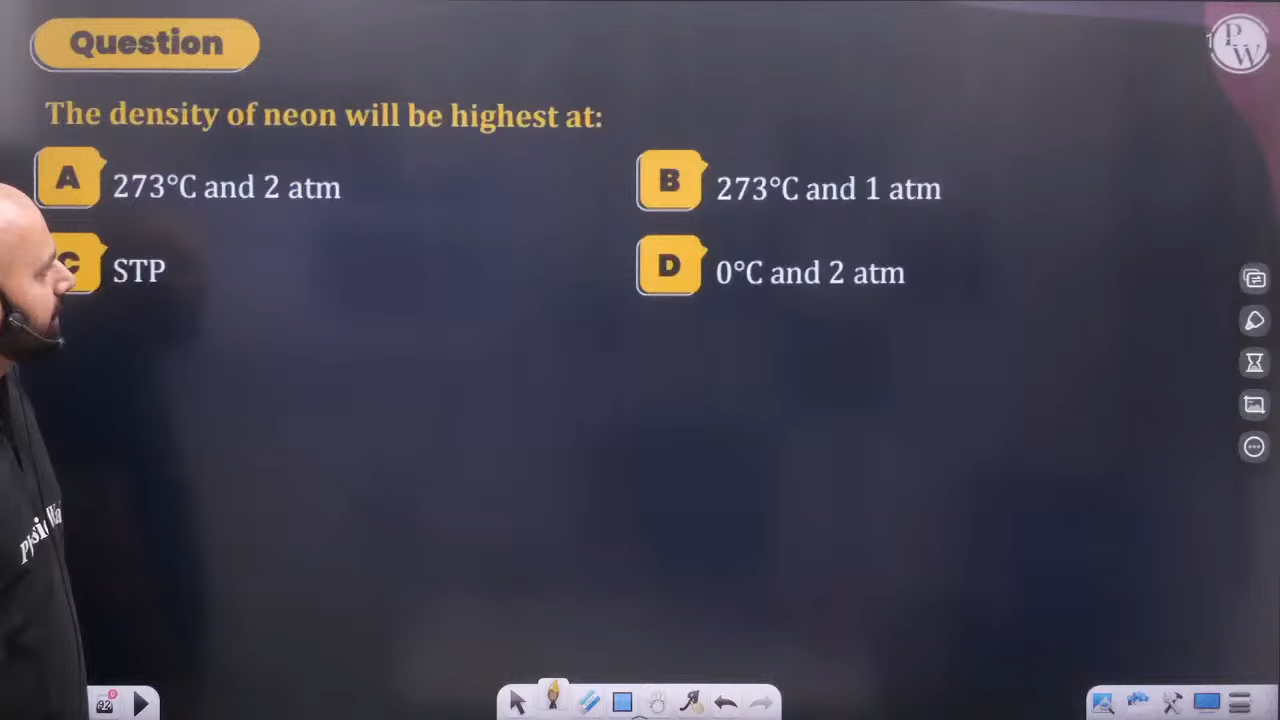 Question
P
W
The density of neon will be highest at:
A 273°C and 2 atm
B 273°C and 1 atm
C STP
D 0°C and 2 atm
92